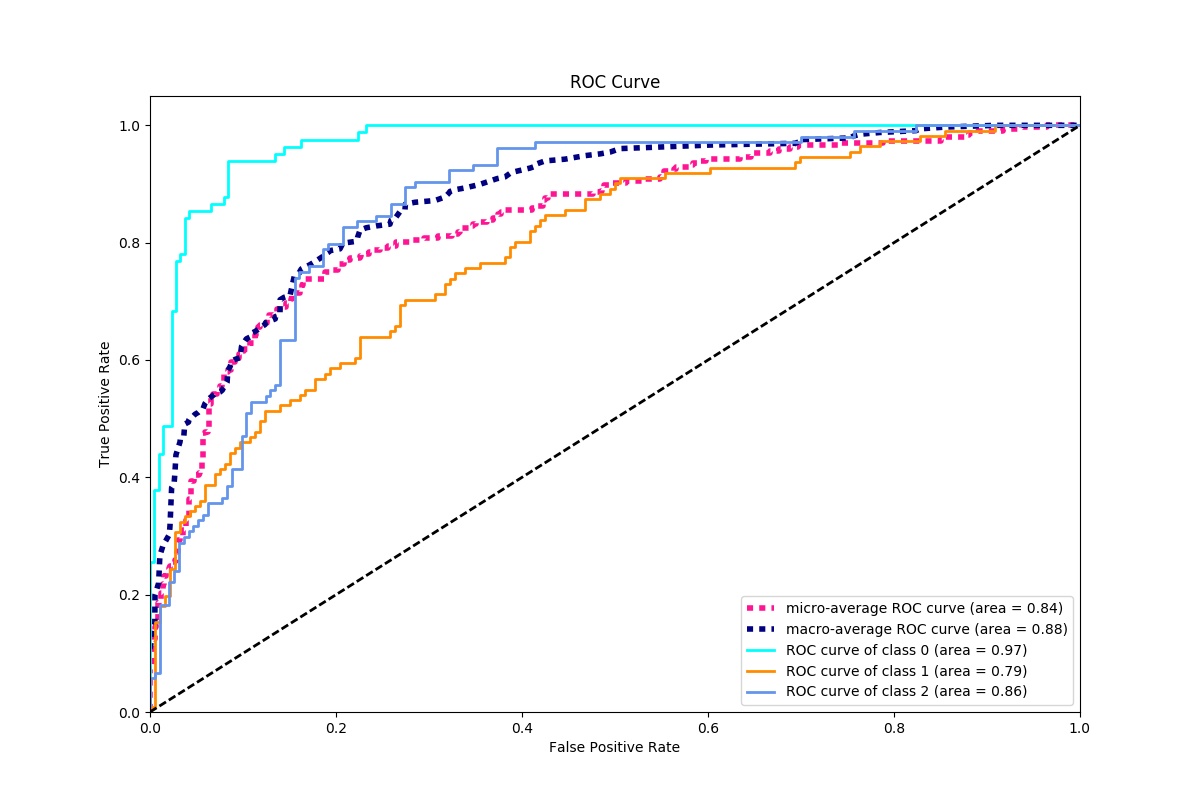 ROC Curve
1.0
0.8
0.6
0.4
0.2
0.0
True Positive Rate
0.0 0.2 0.4 0.6 0.8 1.0
False Positive Rate
micro-average ROC curve (area = 0.84)
macro-average ROC curve (area = 0.88)
ROC curve of class 0 (area = 0.97)
ROC curve of class 1 (area = 0.79)
ROC curve of class 2 (area = 0.86)